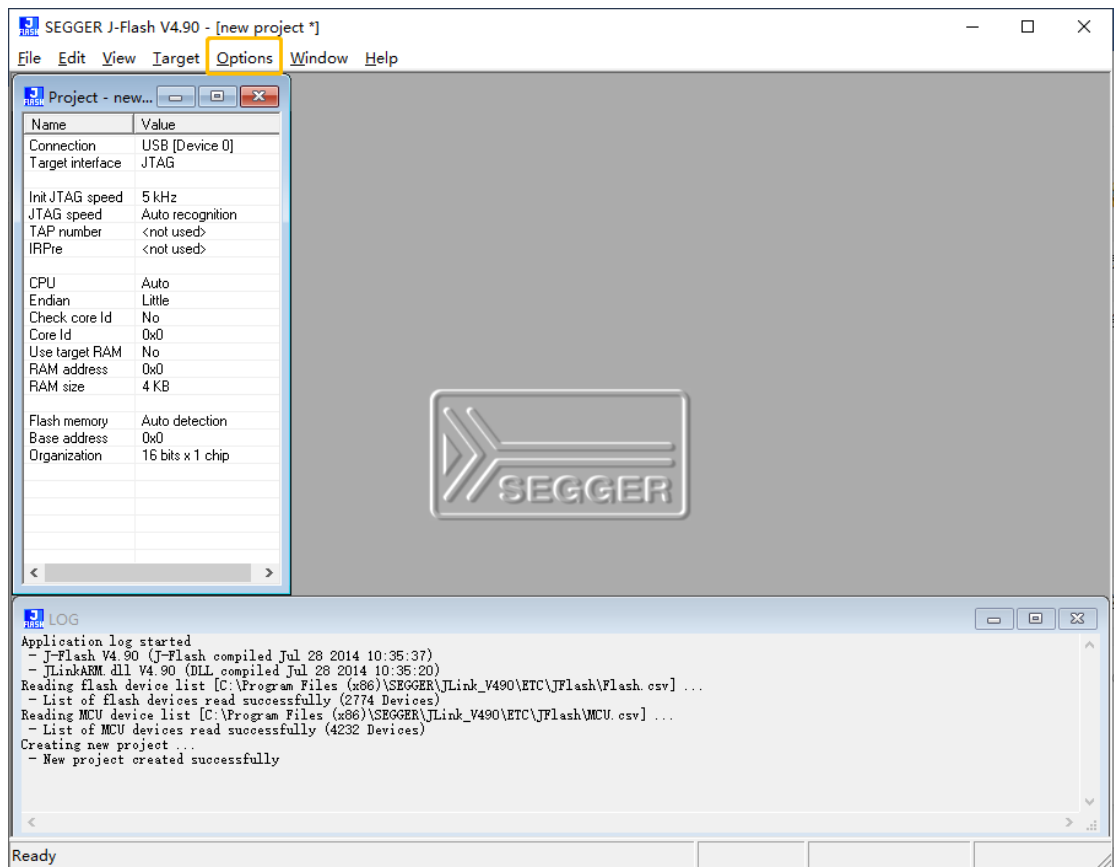 SEGGER J-Flash V4.90 - [new project *]
File Edit View Target Options Window Help
Project - new...
Name Value
Connection USB [Device 0]
Target interface JTAG
Init JTAG speed 5 kHz
JTAG speed Auto recognition
TAP number <not used>
IRPre <not used>
CPU Auto
Endian Little
Check core Id No
Core Id 0x0
Use target RAM No
RAM address 0x0
RAM size 4 KB
Flash memory Auto detection
Base address 0x0
Organization 16 bits x 1 chip
SEGGER
LOG
Application log started
- J-Flash V4.90 (J-Flash compiled Jul 28 2014 10:35:37)
- JLinkARM.dll V4.90 (DLL compiled Jul 28 2014 10:35:20)
Reading flash device list [C:\Program Files (x86)\SEGGER\JLink_V490\ETC\JFlash\Flash.csv] ...
- List of flash devices read successfully (2774 Devices)
Reading MCU device list [C:\Program Files (x86)\SEGGER\JLink_V490\ETC\JFlash\MCU.csv] ...
- List of MCU devices read successfully (4232 Devices)
Creating new project ...
- New project created successfully
Ready